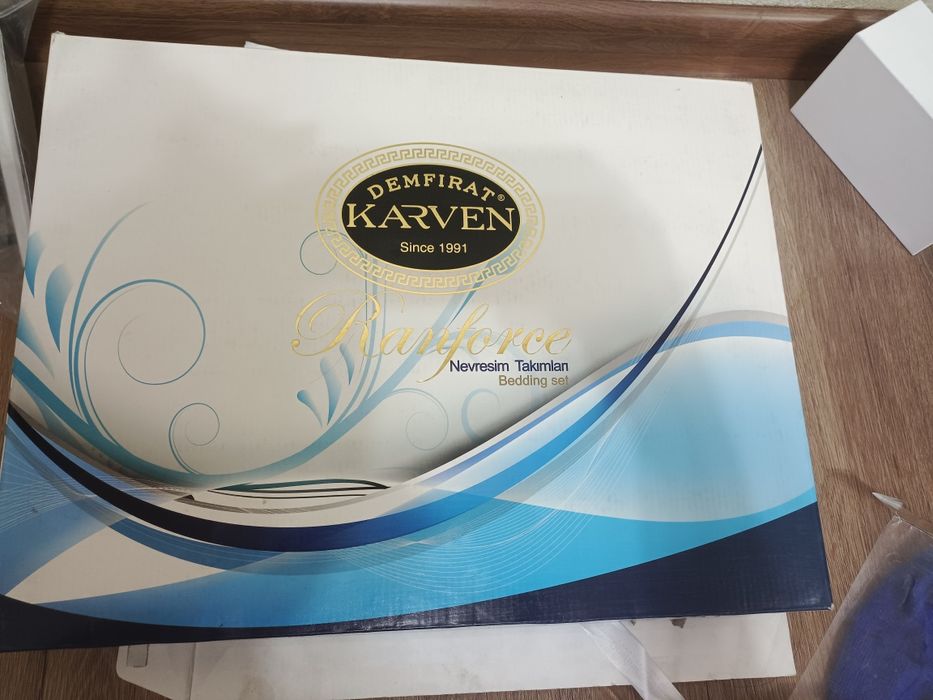 DEMFIRAT®
KARVEN
Since 1991
Ranforce
Nevresim Takımları
Bedding set